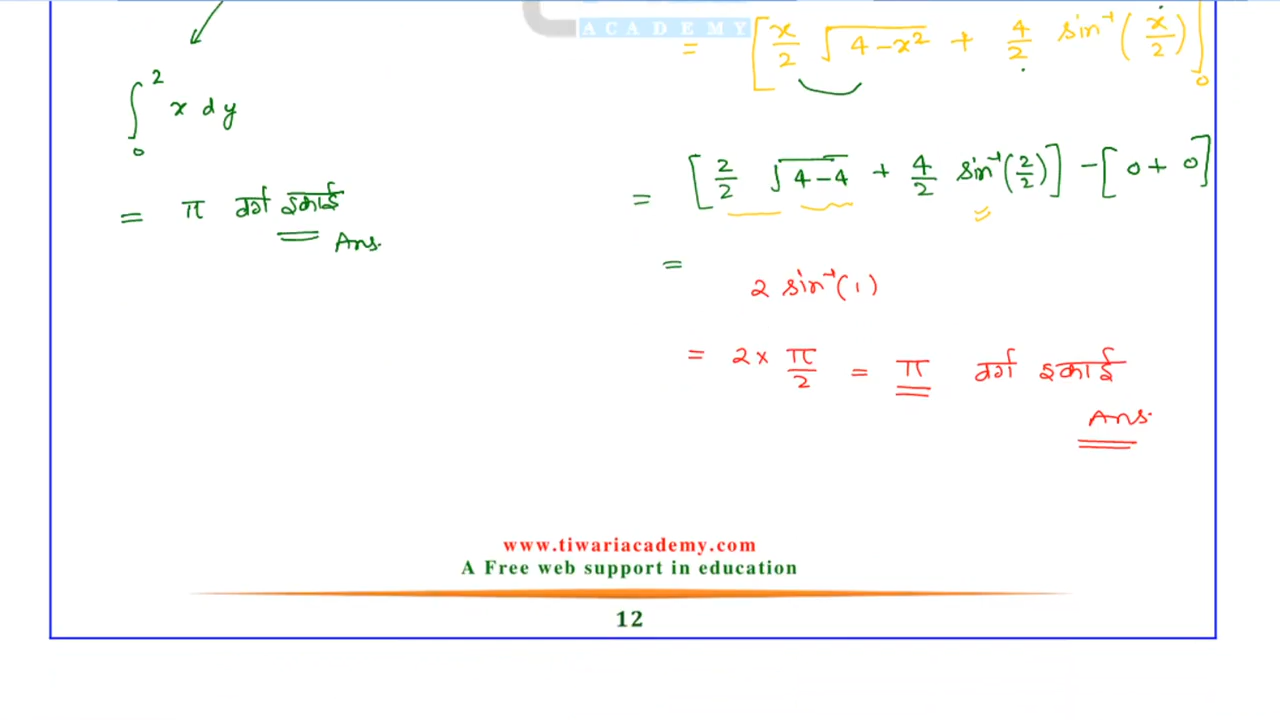 ACADEMY
= [x/2 √(4-x²) + 4/2 sin⁻¹(x/2)]₀
∫₀² x dy
= [2/2 √(4-4) + 4/2 sin⁻¹(2/2)] - [0+0]
= π वर्ग इकाई
Ans.
=
2 sin⁻¹(1)
= 2 × π/2 = π वर्ग इकाई
Ans.
www.tiwariacademy.com
A Free web support in education
12